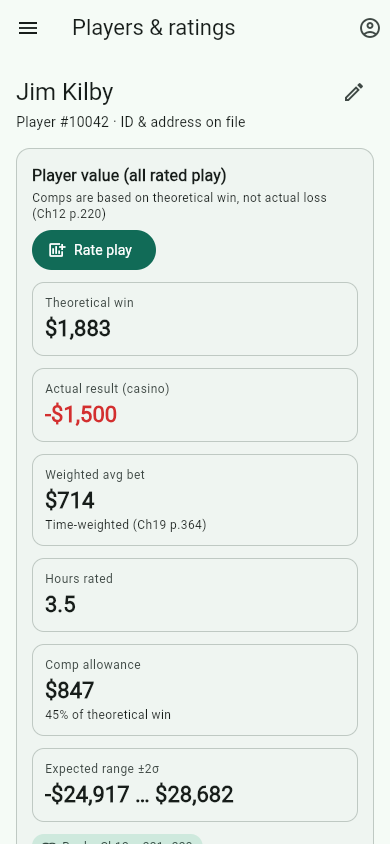 Players & ratings
Jim Kilby
Player #10042 · ID & address on file
Player value (all rated play)
Comps are based on theoretical win, not actual loss
(Ch12 p.220)
Rate play
Theoretical win
$1,883
Actual result (casino)
-$1,500
Weighted avg bet
$714
Time-weighted (Ch19 p.364)
Hours rated
3.5
Comp allowance
$847
45% of theoretical win
Expected range ±2σ
-$24,917 … $28,682